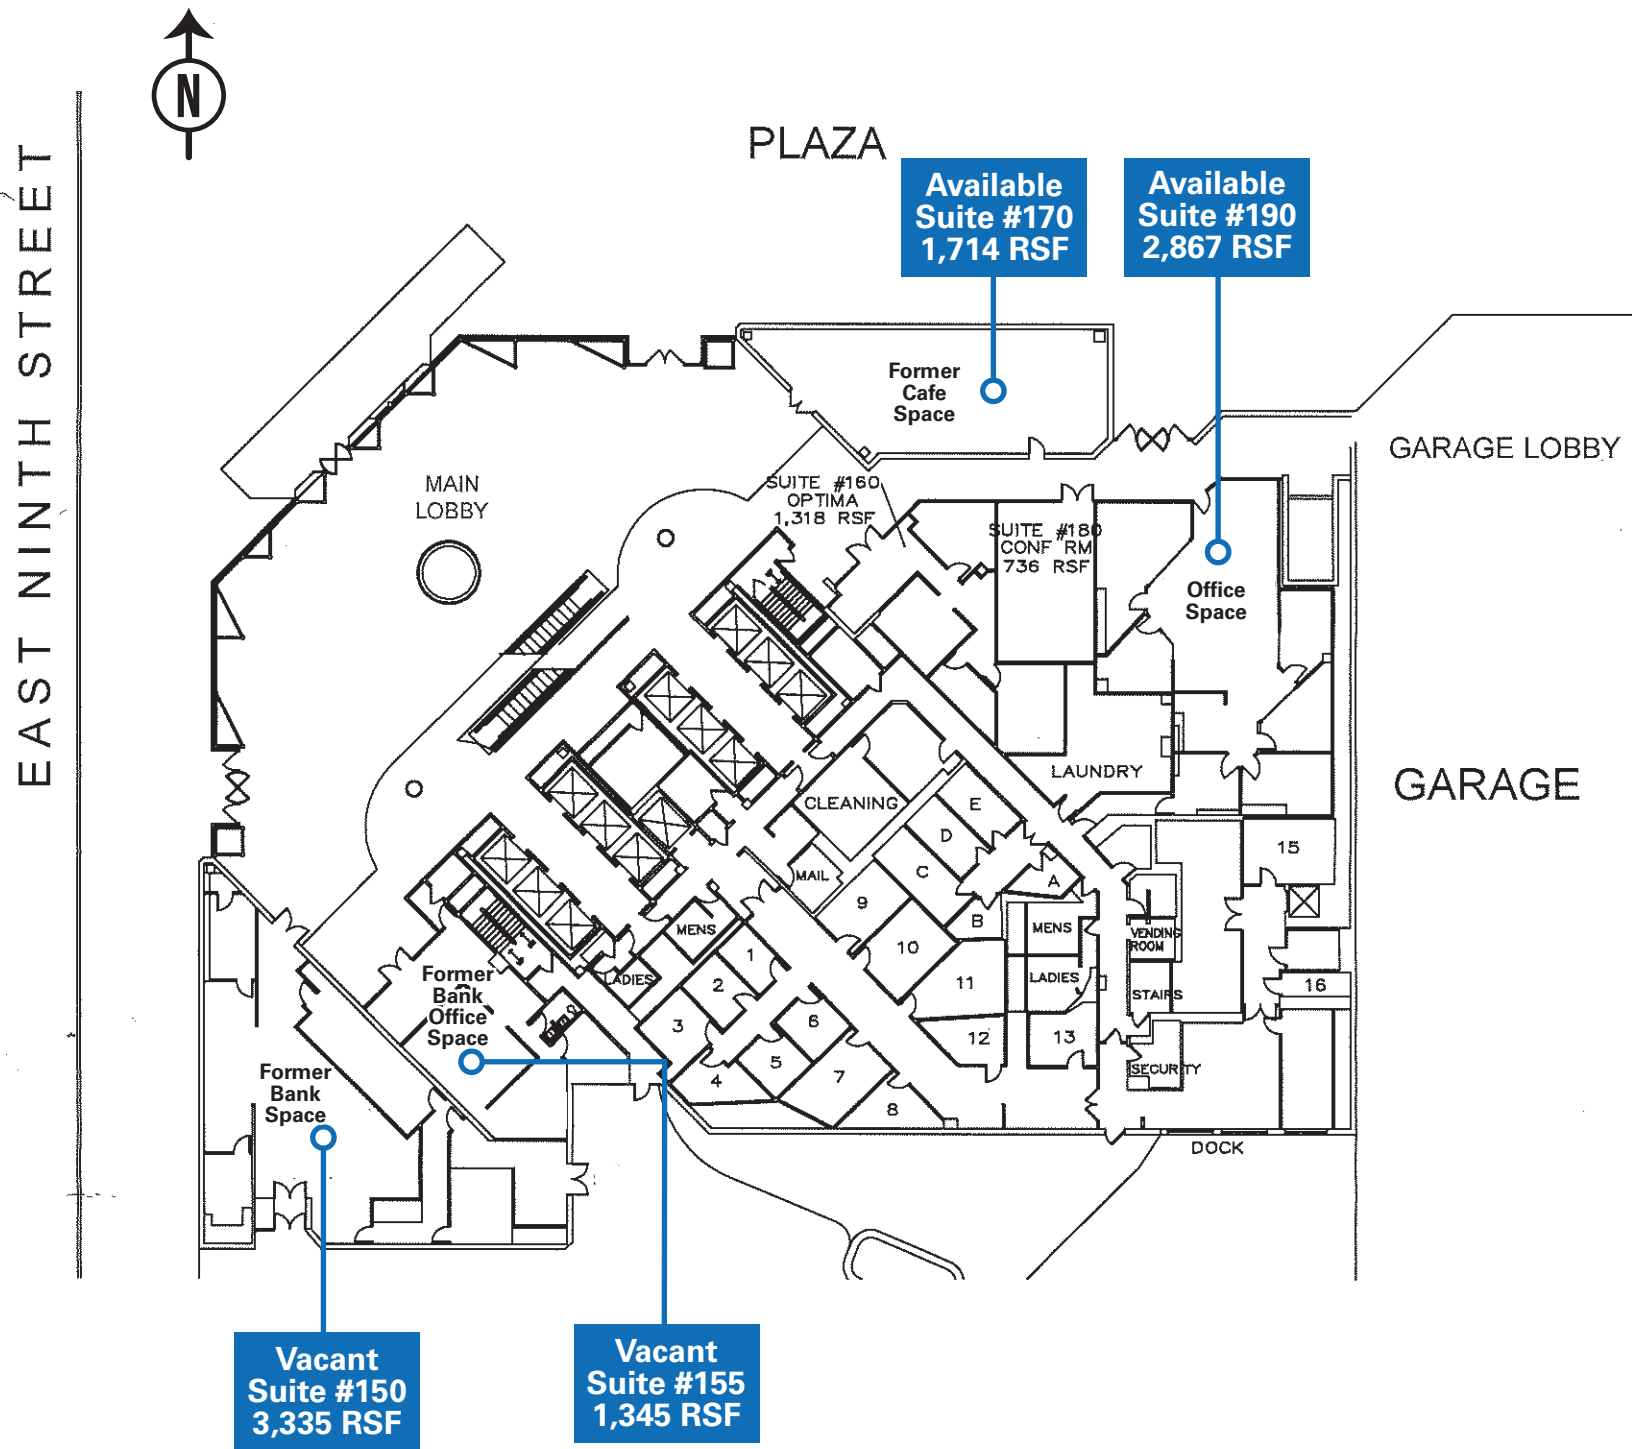 N
EAST NINTH STREET
PLAZA
Available
Suite #170
1,714 RSF
Available
Suite #190
2,867 RSF
Former
Cafe
Space
GARAGE LOBBY
MAIN
LOBBY
SUITE #160
OPTIMA
1,318 RSF
SUITE #180
CONF RM
736 RSF
Office
Space
LAUNDRY
GARAGE
CLEANING
E
D
C
A
B
MAIL
9
10
11
12
13
15
16
MENS
LADIES
VENDING
ROOM
STAIRS
SECURITY
DOCK
MENS
LADIES
1
2
3
4
5
6
7
8
Former
Bank
Office
Space
Former
Bank
Space
Vacant
Suite #150
3,335 RSF
Vacant
Suite #155
1,345 RSF